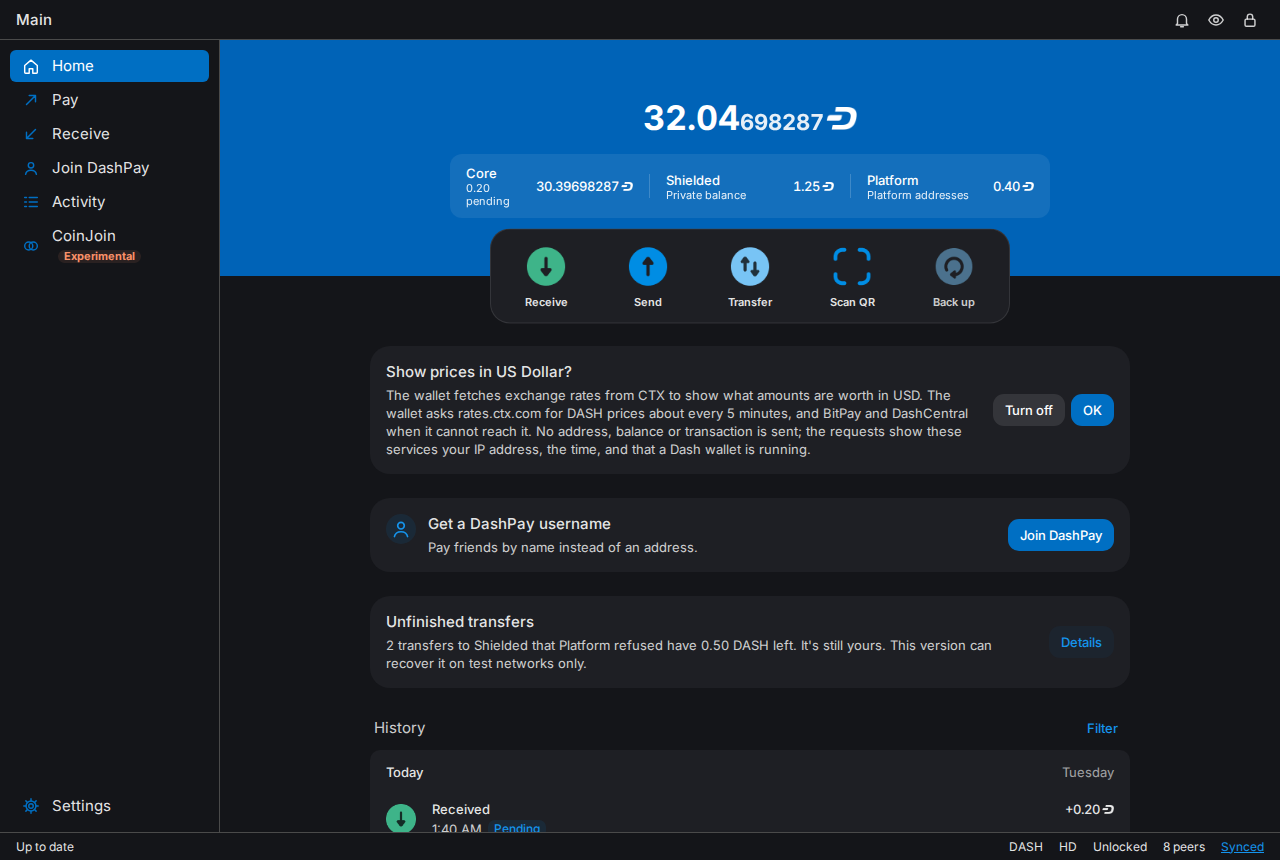 Main
Home
Pay
Receive
Join DashPay
Activity
CoinJoin
Experimental
Settings
32.04698287
Core
0.20
pending
30.39698287
Shielded
Private balance
1.25
Platform
Platform addresses
0.40
Receive
Send
Transfer
Scan QR
Back up
Show prices in US Dollar?
The wallet fetches exchange rates from CTX to show what amounts are worth in USD. The
wallet asks rates.ctx.com for DASH prices about every 5 minutes, and BitPay and DashCentral
when it cannot reach it. No address, balance or transaction is sent; the requests show these
services your IP address, the time, and that a Dash wallet is running.
Turn off
OK
Get a DashPay username
Pay friends by name instead of an address.
Join DashPay
Unfinished transfers
2 transfers to Shielded that Platform refused have 0.50 DASH left. It's still yours. This version can
recover it on test networks only.
Details
History
Filter
Today
Tuesday
Received
+0.20
1:40 AM
Pending
Up to date
DASH
HD
Unlocked
8 peers
Synced